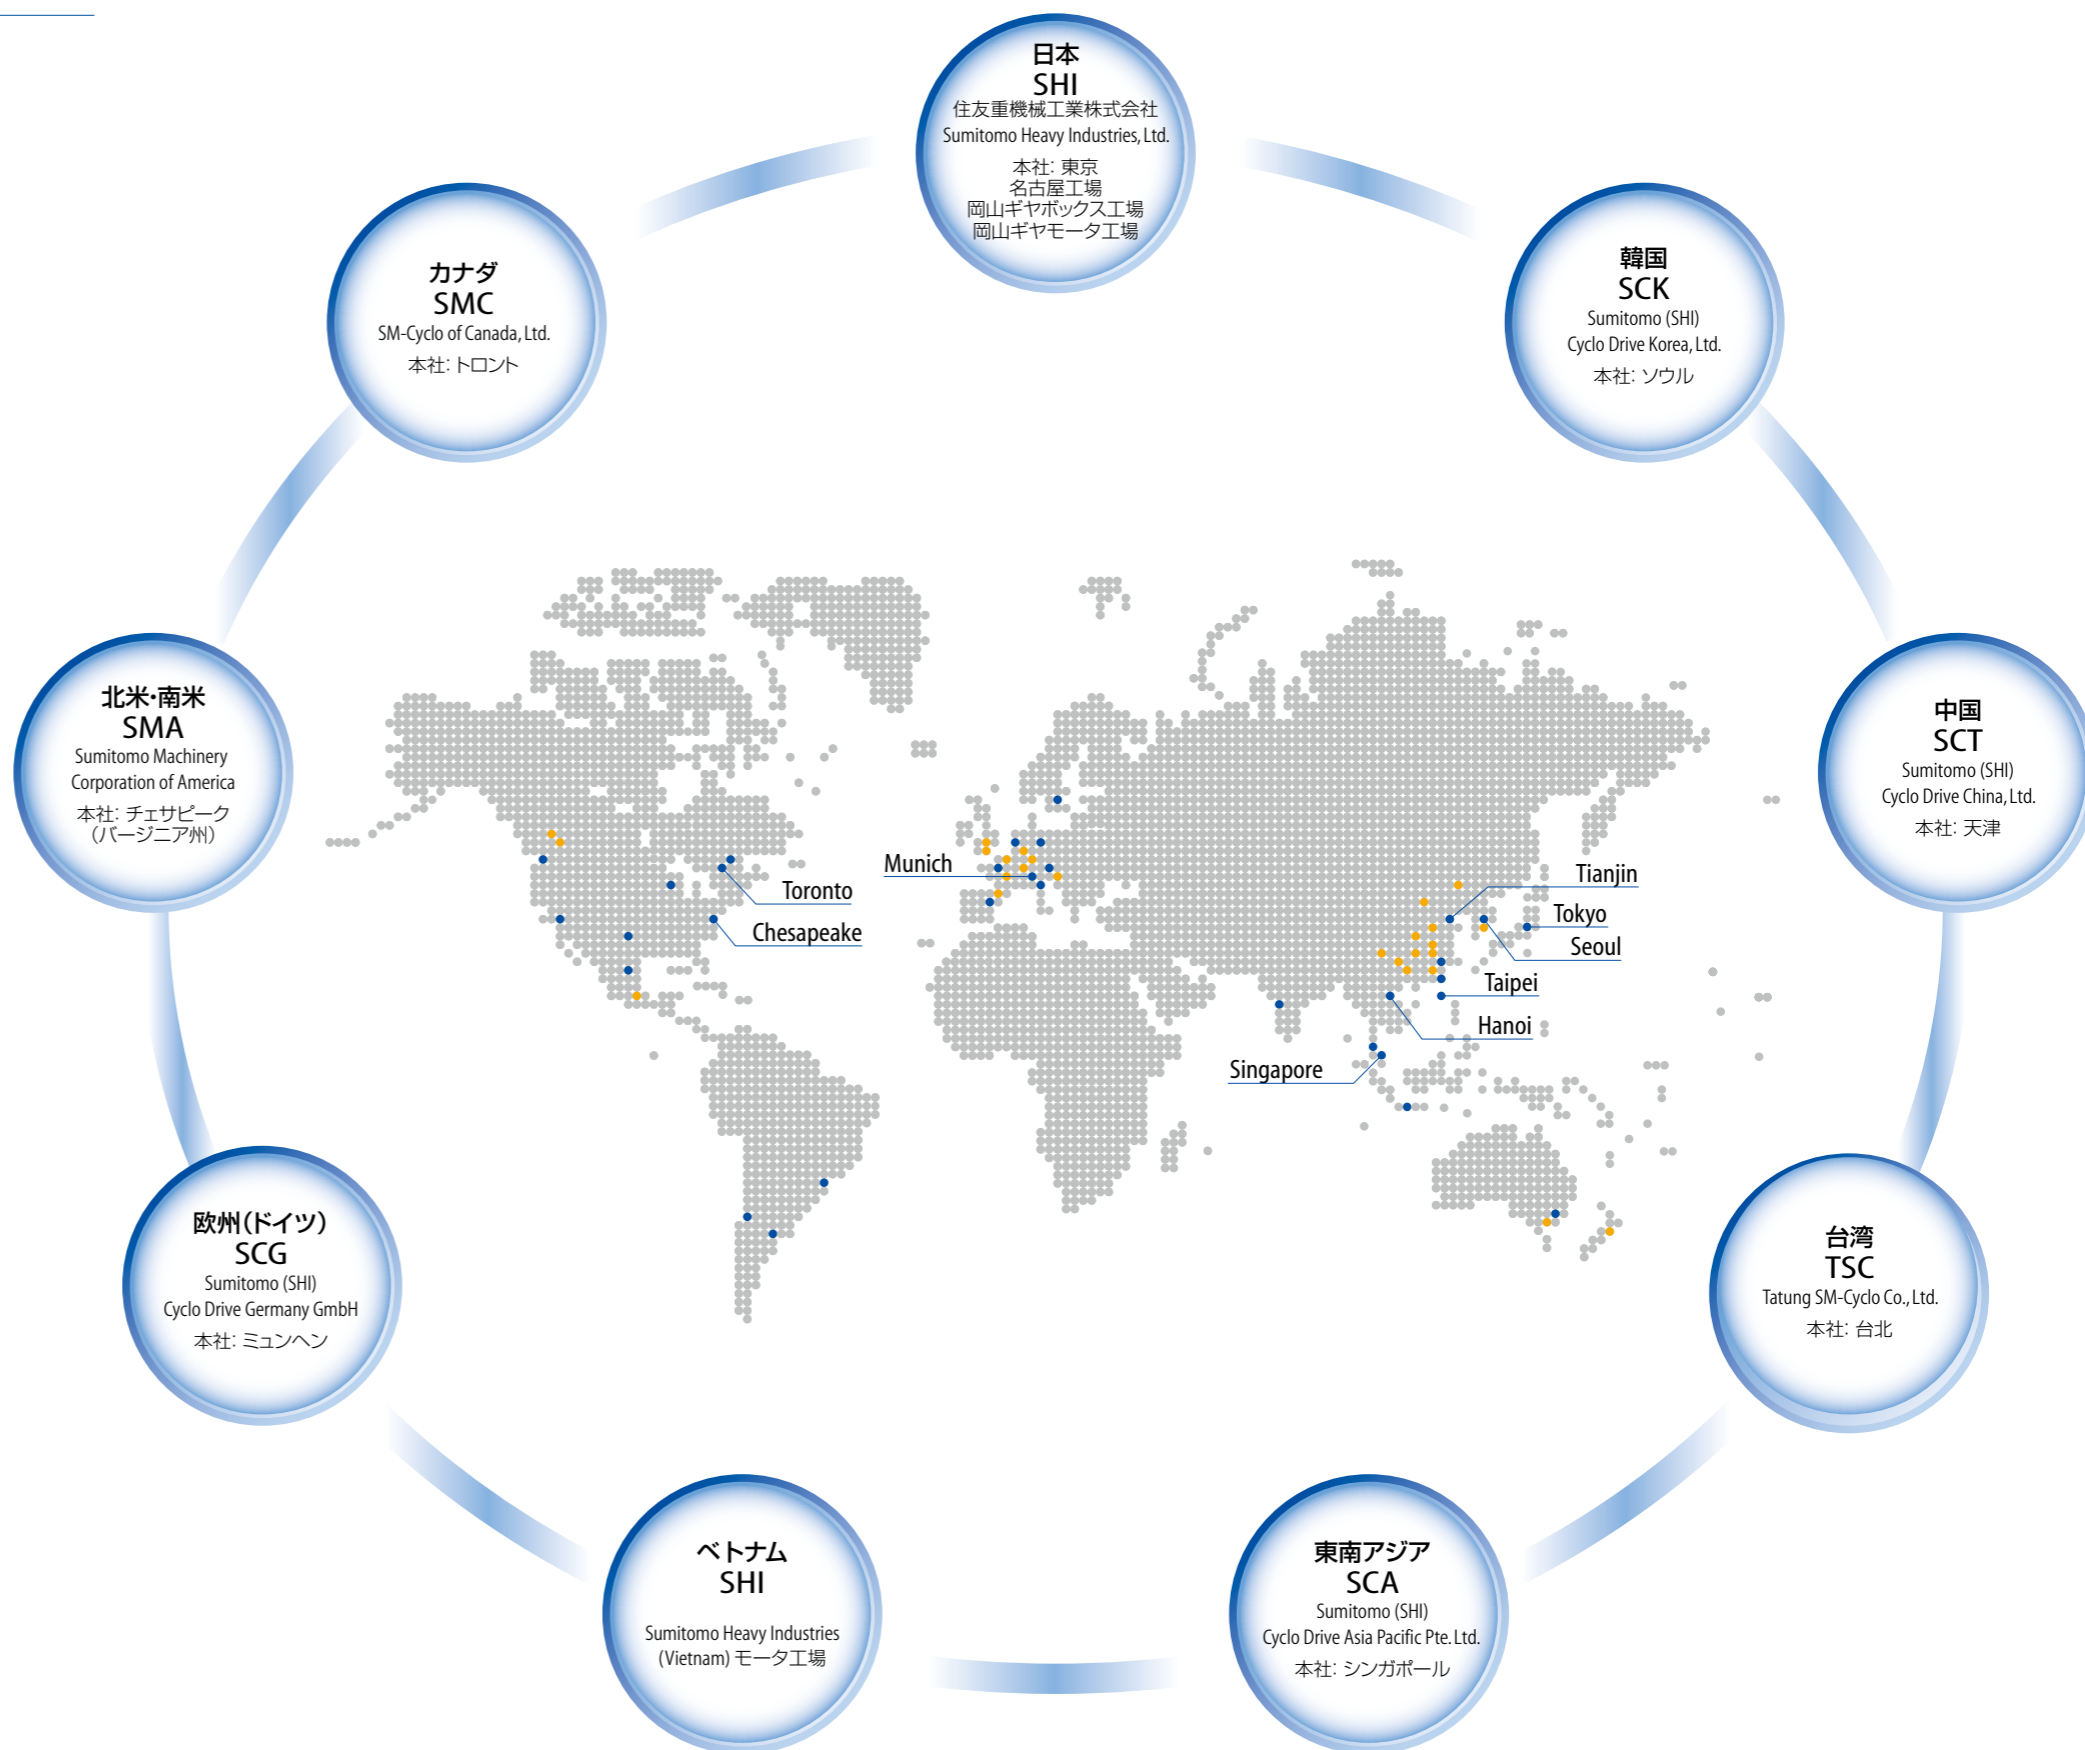 日本
SHI
住友重機械工業株式会社
Sumitomo Heavy Industries, Ltd.
本社: 東京
名古屋工場
岡山ギヤボックス工場
岡山ギヤモータ工場
カナダ
SMC
SM-Cyclo of Canada, Ltd.
本社: トロント
韓国
SCK
Sumitomo (SHI)
Cyclo Drive Korea, Ltd.
本社: ソウル
北米・南米
SMA
Sumitomo Machinery
Corporation of America
本社: チェサピーク
(バージニア州)
中国
SCT
Sumitomo (SHI)
Cyclo Drive China, Ltd.
本社: 天津
Munich
Toronto
Chesapeake
Tianjin
Tokyo
Seoul
Taipei
Hanoi
Singapore
欧州(ドイツ)
SCG
Sumitomo (SHI)
Cyclo Drive Germany GmbH
本社: ミュンヘン
台湾
TSC
Tatung SM-Cyclo Co., Ltd.
本社: 台北
ベトナム
SHI
Sumitomo Heavy Industries
(Vietnam) モータ工場
東南アジア
SCA
Sumitomo (SHI)
Cyclo Drive Asia Pacific Pte. Ltd.
本社: シンガポール